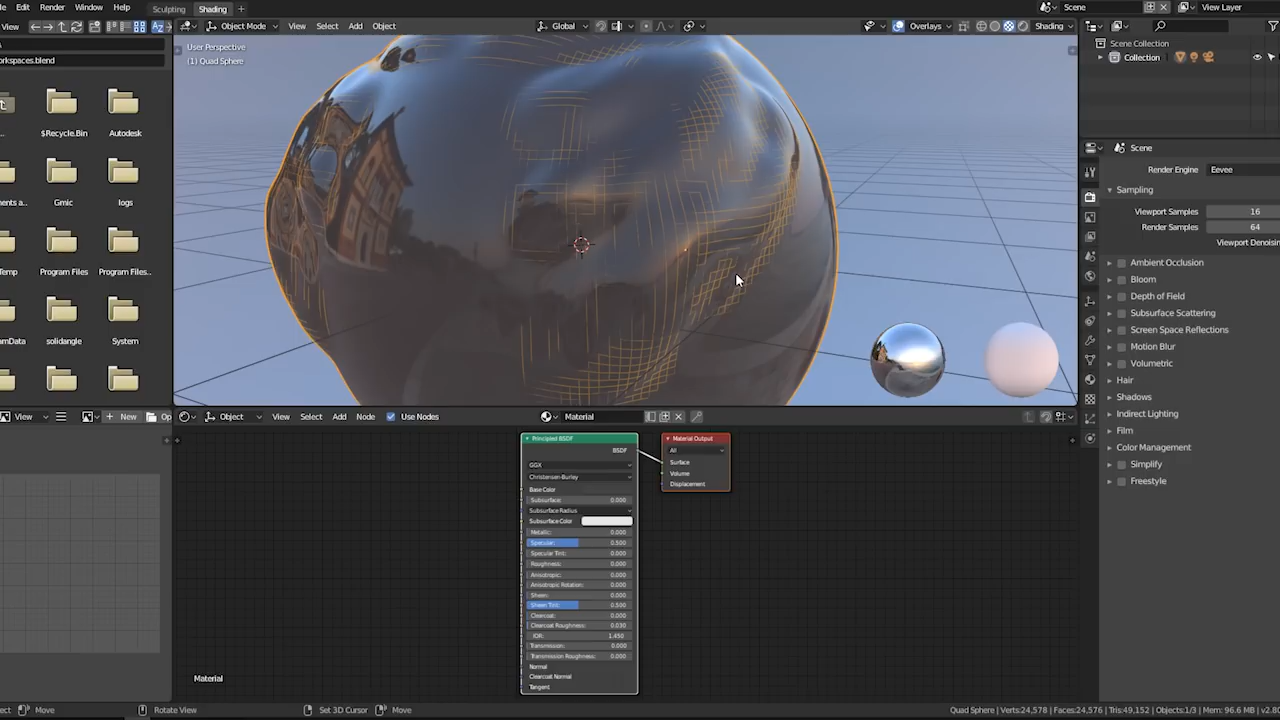 Edit Render Window Help Sculpting Shading + Scene View Layer
View Object Mode View Select Add Object Global Overlays Shading
orkspaces.blend
User Perspective
(1) Quad Sphere
$Recycle.Bin Autodesk
Gmic logs
Temp Program Files Program Files..
solidangle System
View + New Op
Object View Select Add Node Use Nodes Material
Principled BSDF
BSDF
GGX
Christensen-Burley
Base Color
Subsurface: 0.000
Subsurface Radius
Subsurface Color
Metallic: 0.000
Specular: 0.500
Specular Tint: 0.000
Roughness: 0.000
Anisotropic: 0.000
Anisotropic Rotation: 0.000
Sheen: 0.000
Sheen Tint: 0.500
Clearcoat: 0.000
Clearcoat Roughness: 0.030
IOR: 1.450
Transmission: 0.000
Transmission Roughness: 0.000
Normal
Clearcoat Normal
Tangent
Material Output
All
Surface
Volume
Displacement
Material
Scene Collection
Collection
Scene
Render Engine Eevee
Sampling
Viewport Samples 16
Render Samples 64
Viewport Denoisi
Ambient Occlusion
Bloom
Depth of Field
Subsurface Scattering
Screen Space Reflections
Motion Blur
Volumetric
Hair
Shadows
Indirect Lighting
Film
Color Management
Simplify
Freestyle
ect Move Rotate View Set 3D Cursor Move Quad Sphere | Verts:24,578 | Faces:24,576 | Tris:49,152 | Objects:1/3 | Mem: 96.6 MB | v2.80